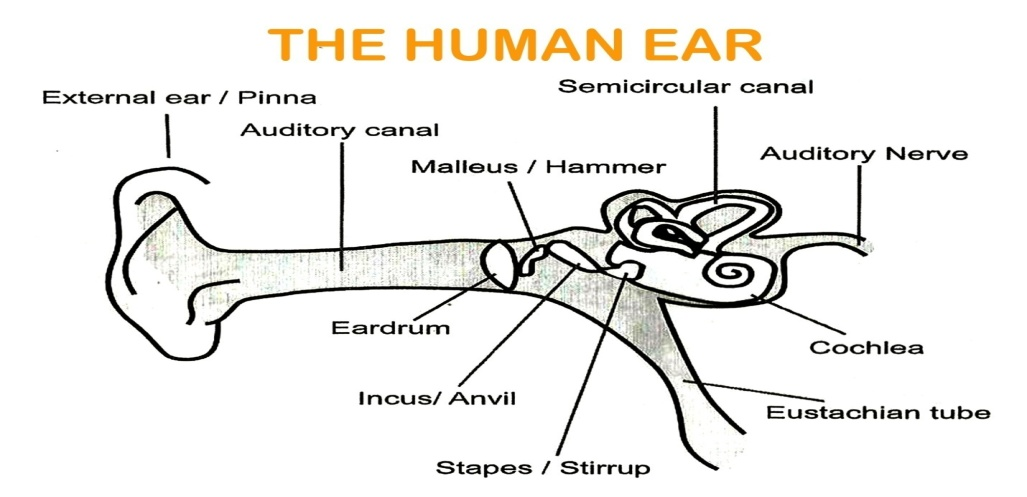 THE HUMAN EAR
Semicircular canal
External ear / Pinna
Auditory canal
Auditory Nerve
Malleus / Hammer
Eardrum
Cochlea
Incus/ Anvil
Eustachian tube
Stapes / Stirrup